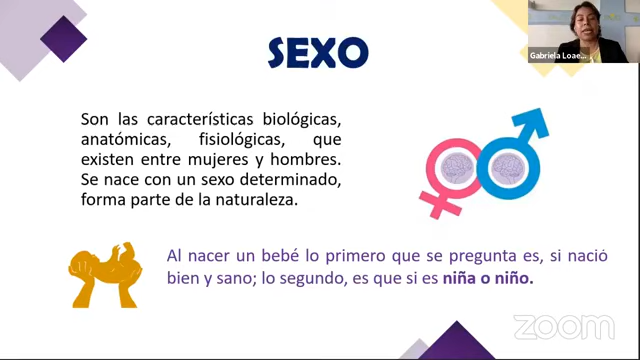 SEXO
Gabriela Loae...
Son las características biológicas,
anatómicas, fisiológicas, que
existen entre mujeres y hombres.
Se nace con un sexo determinado,
forma parte de la naturaleza.
Al nacer un bebé lo primero que se pregunta es, si nació
bien y sano; lo segundo, es que si es niña o niño.
zoom